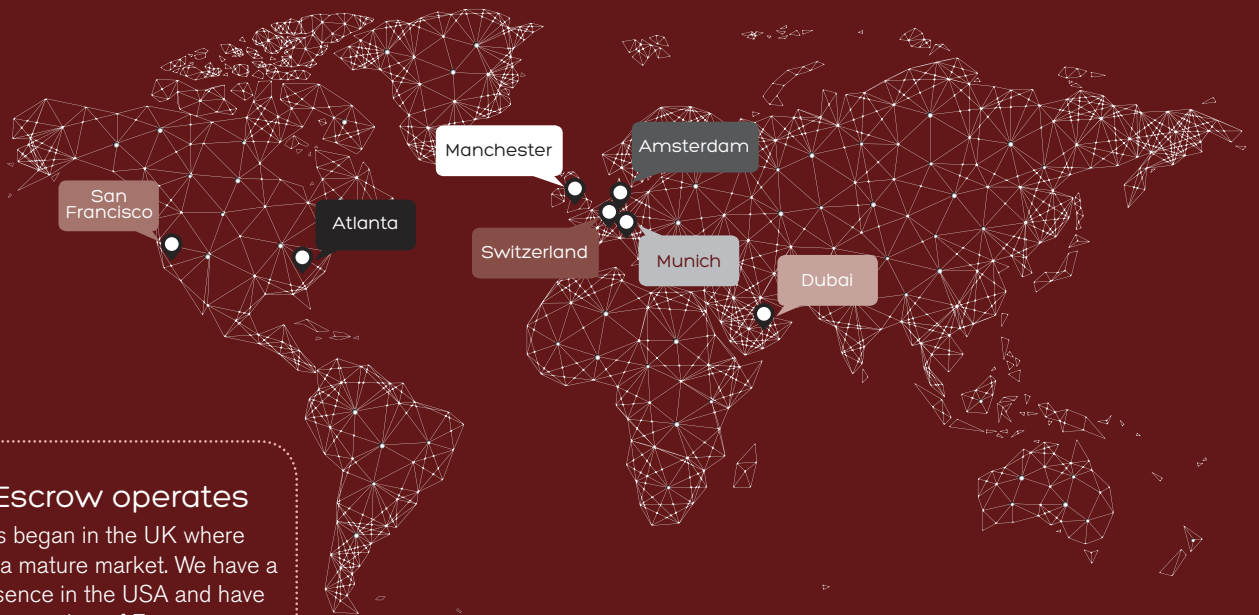 Manchester
Amsterdam
San
Francisco
Atlanta
Switzerland
Munich
Dubai
Escrow operates
began in the UK where
a mature market. We have a
in the USA and have